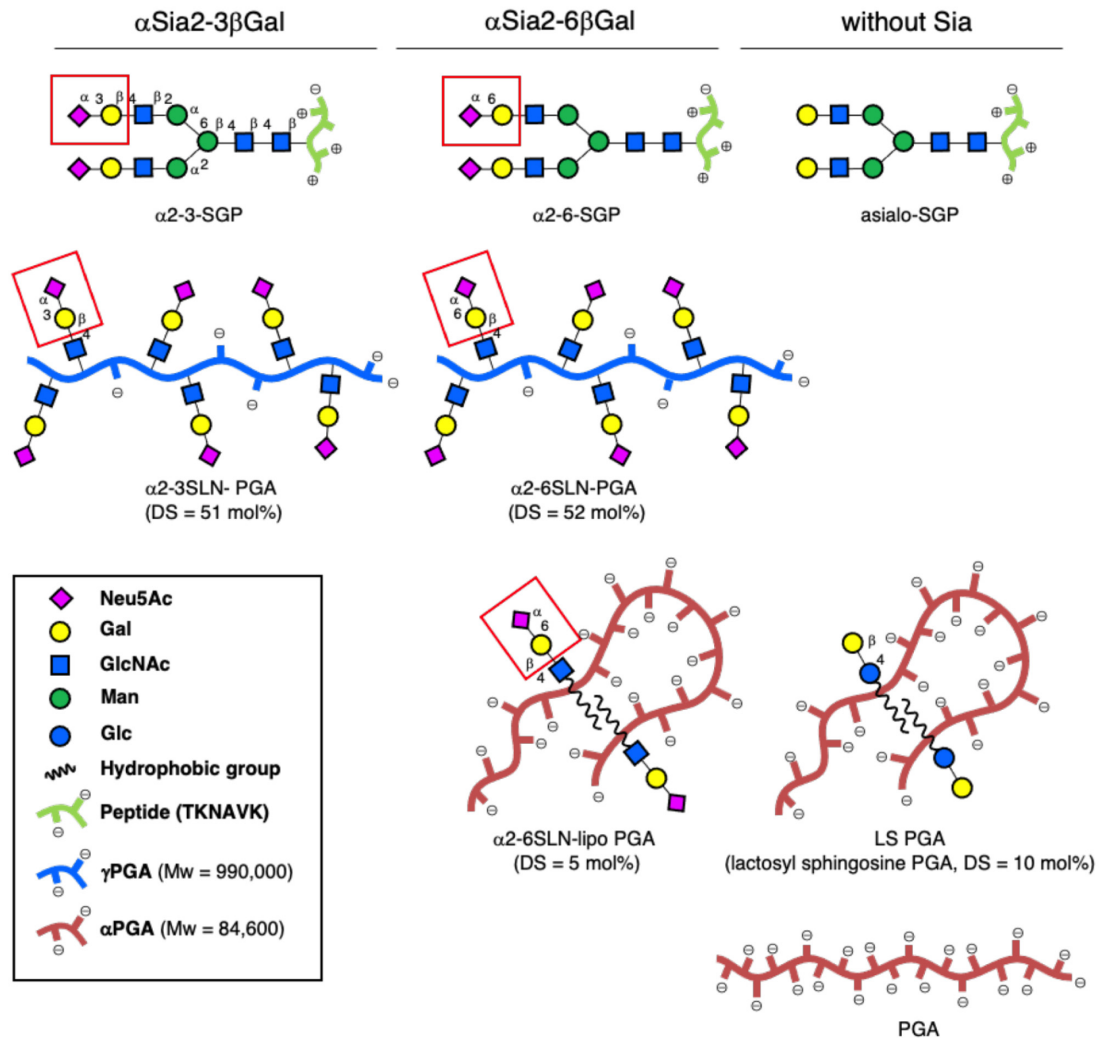 αSia2-3βGal
αSia2-6βGal
without Sia
α 3 β 4 β 2
α
6 β 4 β 4 β
α 2
⊖
⊕
⊕
⊕
α2-3-SGP
α 6
⊖
⊕
⊕
⊕
α2-6-SGP
⊖
⊕
⊕
⊕
asialo-SGP
α
3 β
4
⊖
⊖
⊖
⊖
⊖
α2-3SLN- PGA
(DS = 51 mol%)
α
6 β
4
⊖
⊖
⊖
⊖
⊖
α2-6SLN-PGA
(DS = 52 mol%)
Neu5Ac
Gal
GlcNAc
Man
Glc
Hydrophobic group
Peptide (TKNAVK)
γPGA (Mw = 990,000)
αPGA (Mw = 84,600)
α
6
β
4
α2-6SLN-lipo PGA
(DS = 5 mol%)
β
4
LS PGA
(lactosyl sphingosine PGA, DS = 10 mol%)
PGA